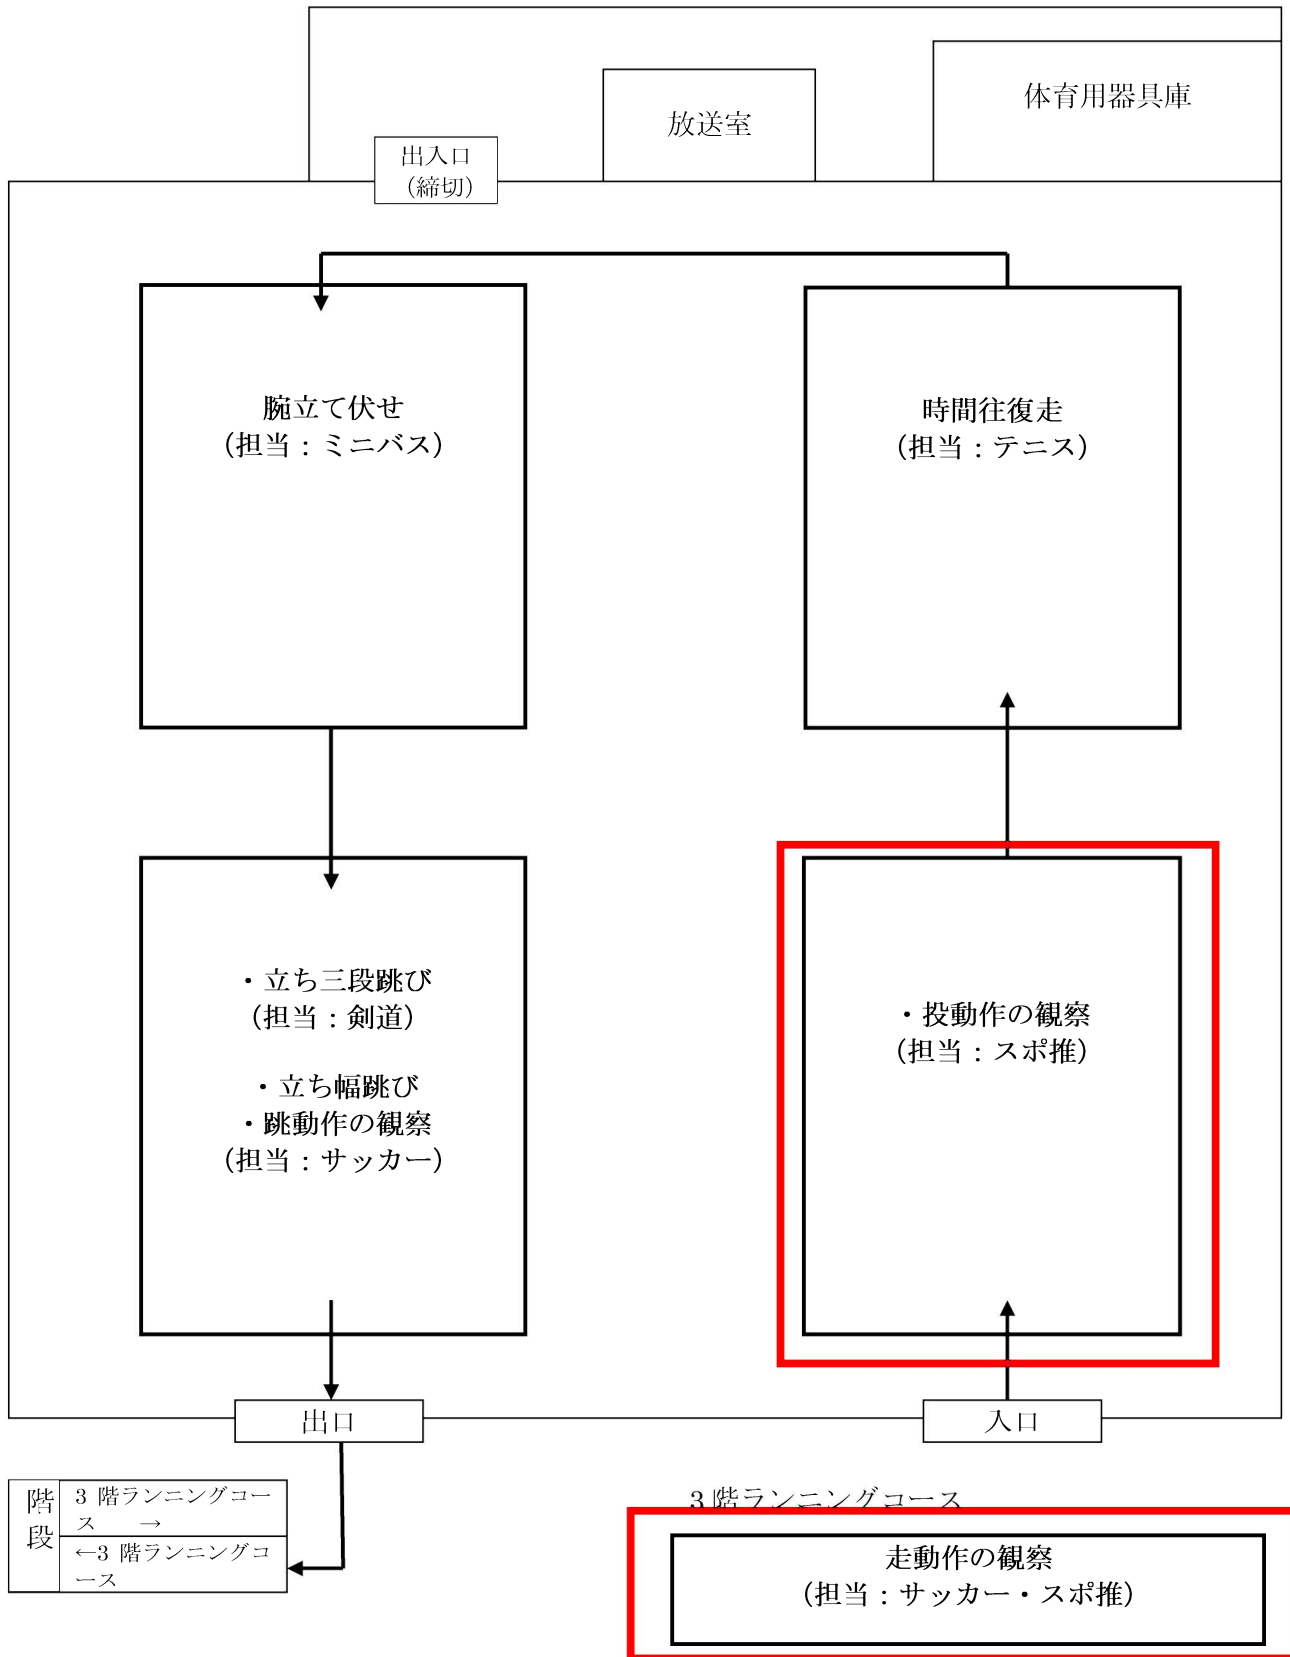 体育用器具庫
放送室
出入口
（締切）
腕立て伏せ
（担当：ミニバス）
時間往復走
（担当：テニス）
・立ち三段跳び
（担当：剣道）
・立ち幅跳び
・跳動作の観察
（担当：サッカー）
・投動作の観察
（担当：スポ推）
出口
入口
階段
3 階ランニングコー
ス　→
←3 階ランニングコ
ース
3 階ランニングコース
走動作の観察
（担当：サッカー・スポ推）